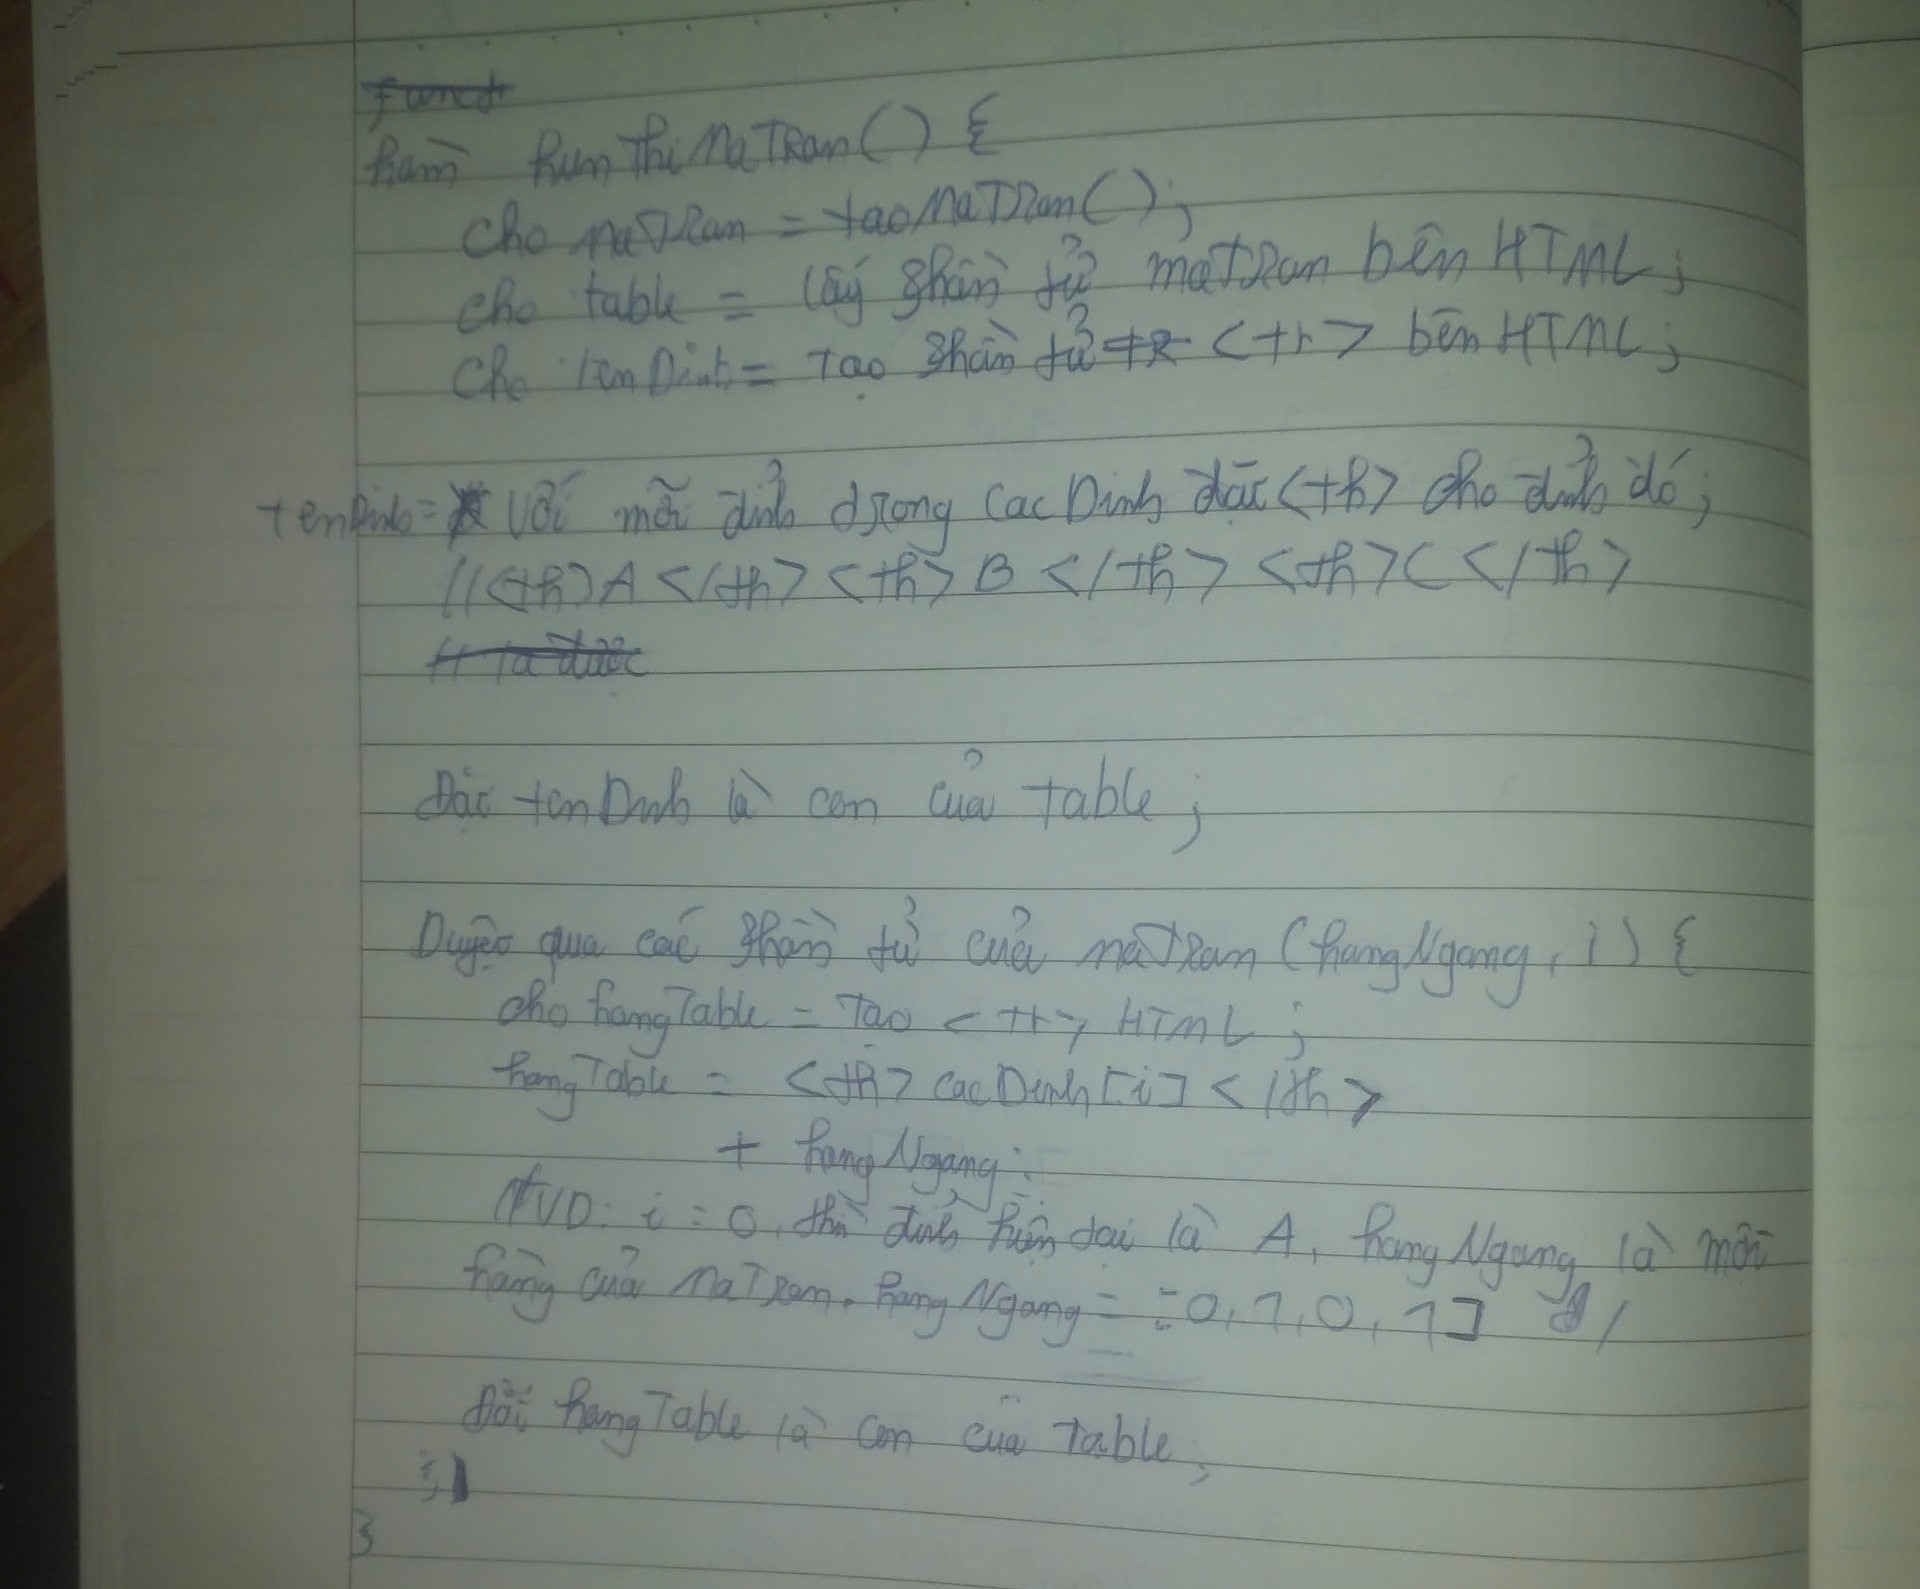 funct
hàm humThiMaTran() {
cho maTran = taoMaTran();
cho table = lấy phần tử maTran bên HTML;
cho tenDinh = Tạo phần tử tr <tr> bên HTML;
tenDinh = với mỗi đỉnh trong cacDinh đặt <th> cho đỉnh đó;
//<th>A</th><th>B</th><th>C</th>
// Ta được
Đặt tenDinh là con của table;
Duyệt qua các phần tử của maTran (hangNgang, i) {
cho hangTable = Tạo <tr> HTML;
hangTable = <th> cacDinh[i] </th>
+ hangNgang;
/*VD: i = 0, thì đỉnh hiện tại là A, hangNgang là mỗi
hàng của MaTran. hangNgang = [0,1,0,1] */
Đặt hangTable là con của Table;
}